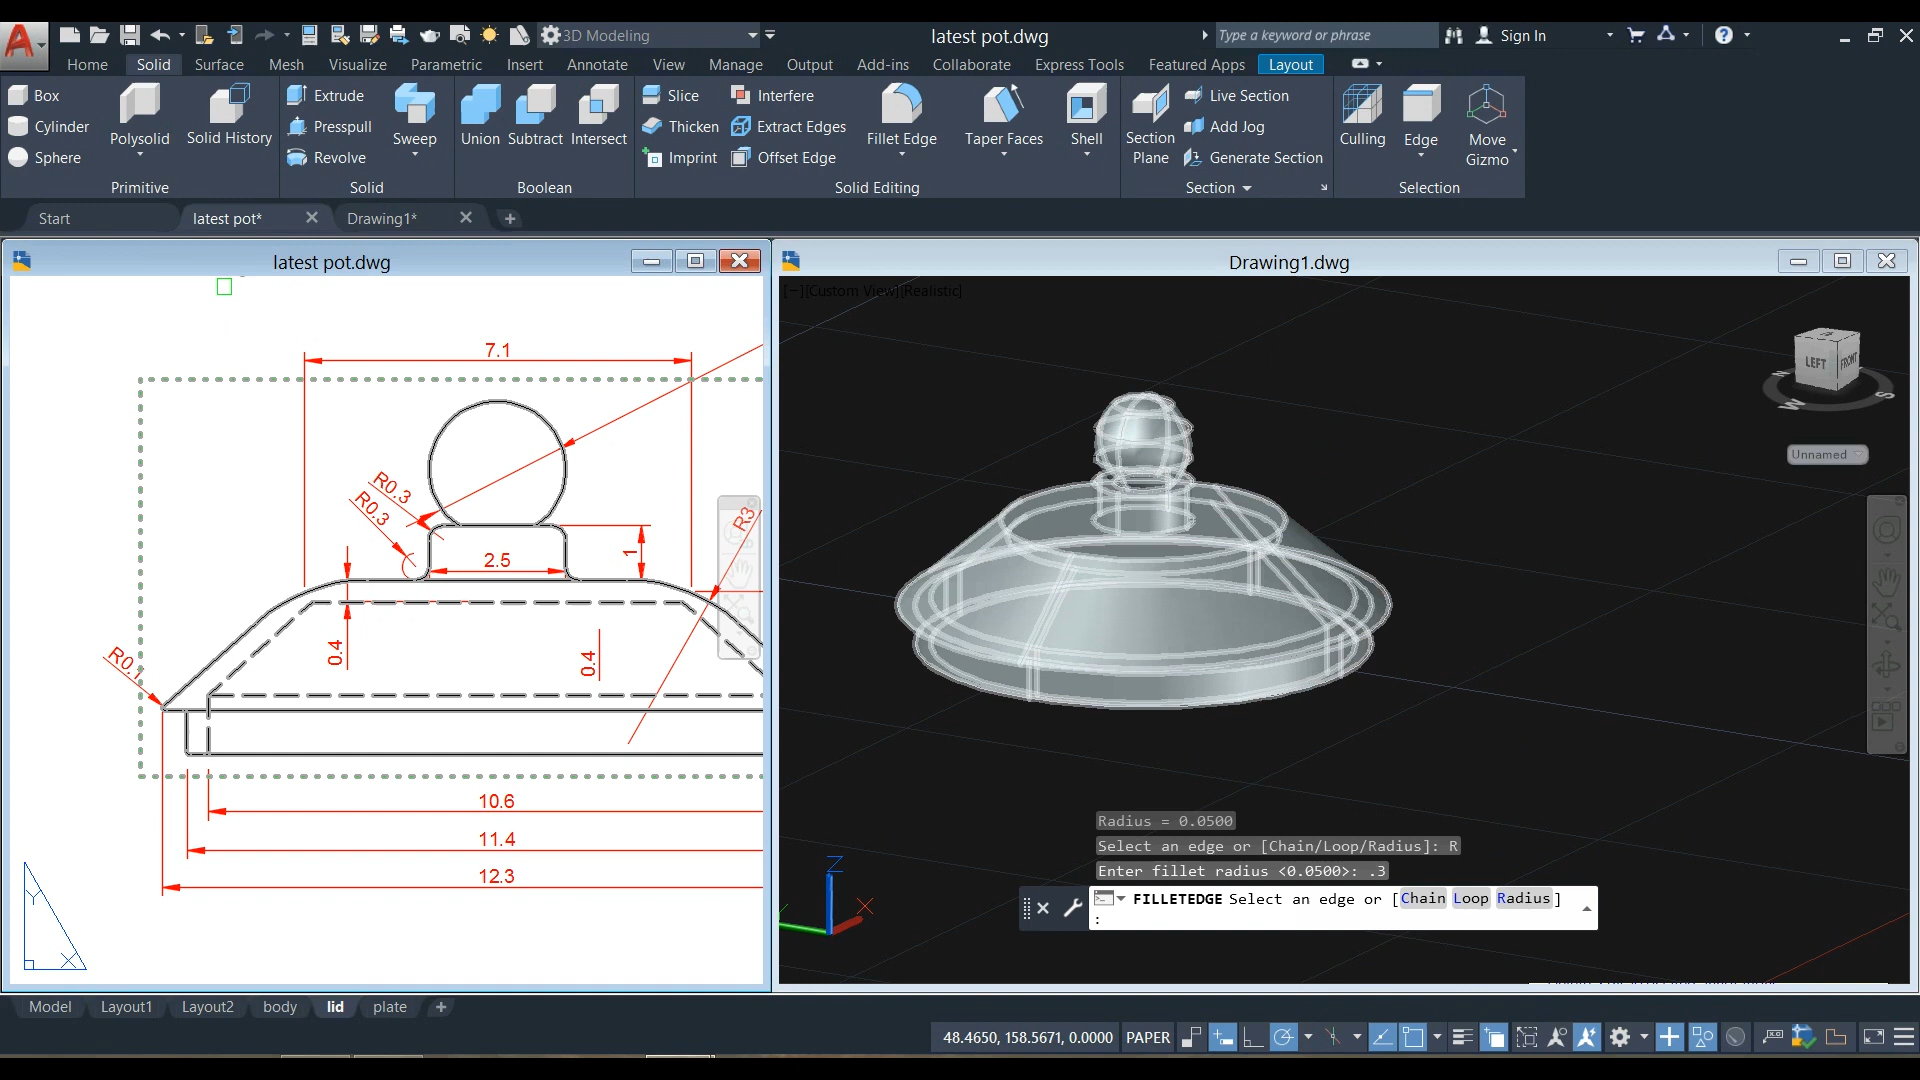 3D Modeling
latest pot.dwg
Type a keyword or phrase
Sign In
Home Solid Surface Mesh Visualize Parametric Insert Annotate View Manage Output Add-ins Collaborate Express Tools Featured Apps Layout
Box
Cylinder
Sphere
Polysolid
Solid History
Primitive
Extrude
Presspull
Revolve
Sweep
Solid
Union Subtract Intersect
Boolean
Slice
Thicken
Imprint
Interfere
Extract Edges
Offset Edge
Fillet Edge
Taper Faces
Shell
Solid Editing
Section
Plane
Live Section
Add Jog
Generate Section
Section
Culling
Edge
Move
Gizmo
Selection
Start
latest pot*
Drawing1*
latest pot.dwg
Drawing1.dwg
[−][Custom View][Realistic]
7.1
R0.3
R0.3
R3
2.5
1
0.4
0.4
R0.1
10.6
11.4
12.3
Y
X
LEFT
FRONT
W
S
Unnamed
Z
X
Radius = 0.0500
Select an edge or [Chain/Loop/Radius]: R
Enter fillet radius <0.0500>: .3
FILLETEDGE Select an edge or [Chain Loop Radius]
:
Model Layout1 Layout2 body lid plate
48.4650, 158.5671, 0.0000 PAPER